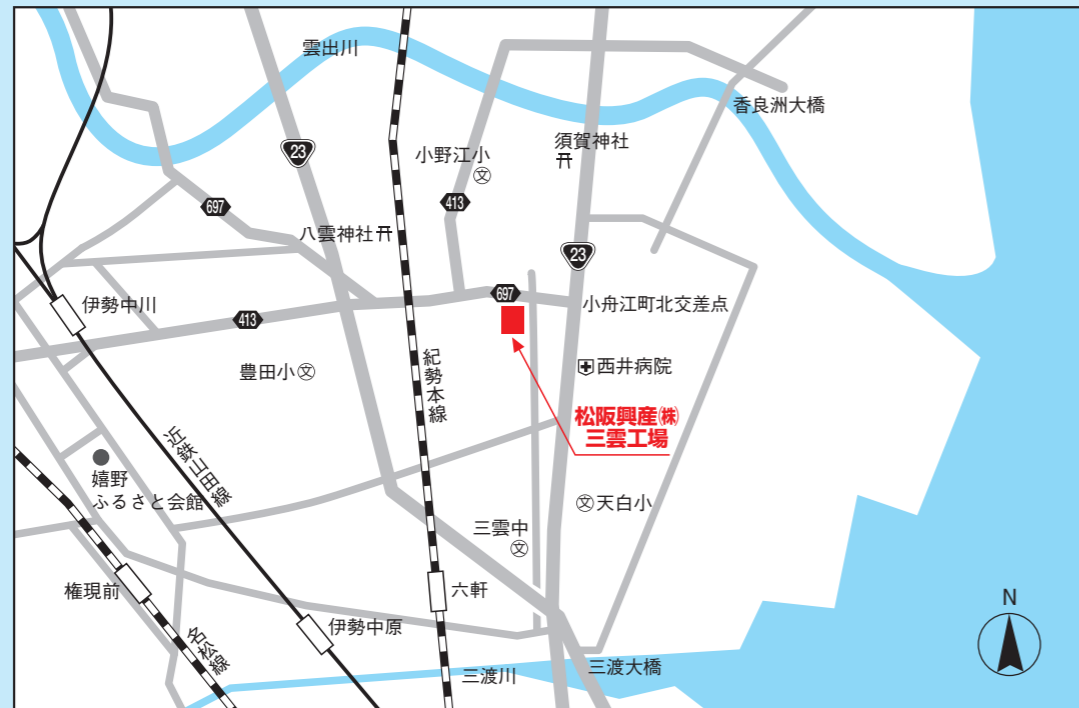 雲出川
香良洲大橋
23
小野江小
文
須賀神社
697
413
八雲神社
23
697
小舟江町北交差点
伊勢中川
413
豊田小文
紀勢本線
西井病院
松阪興産㈱
三雲工場
近鉄山田線
嬉野
ふるさと会館
文天白小
三雲中
文
権現前
六軒
伊勢中原
名松線
三渡川
三渡大橋
N